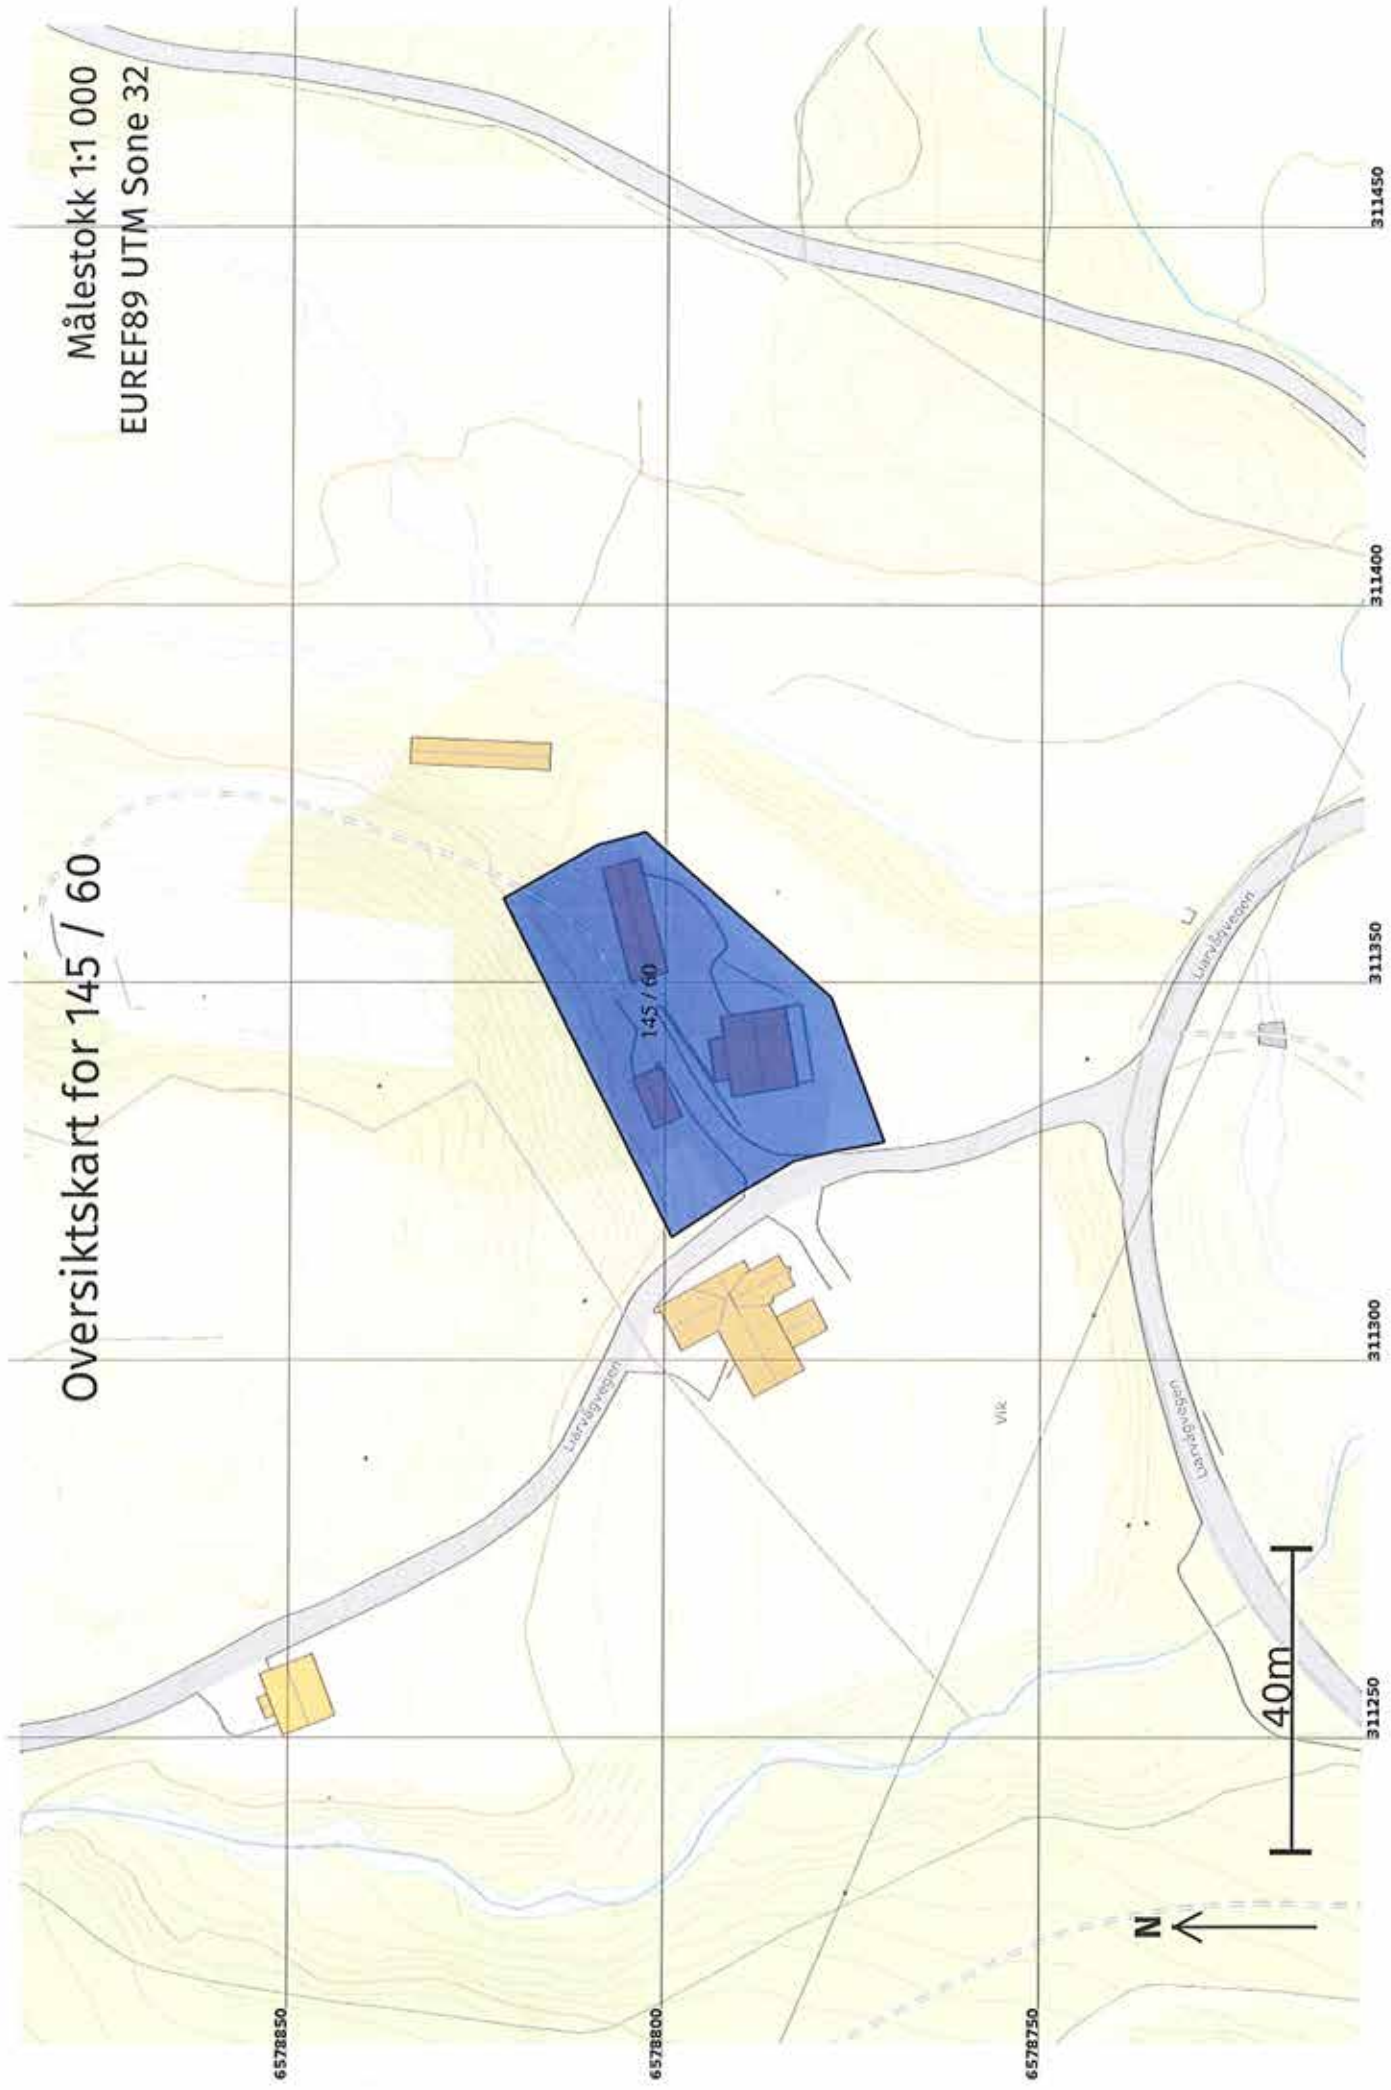 Oversiktskart for 145 / 60
Målestokk 1:1 000
EUREF89 UTM Sone 32
6578850
6578800
6578750
311250
311300
311350
311400
311450
145 / 60
Liarvågvegen
Liarvågvegen
Liarvågvegen
Vik
N
40m